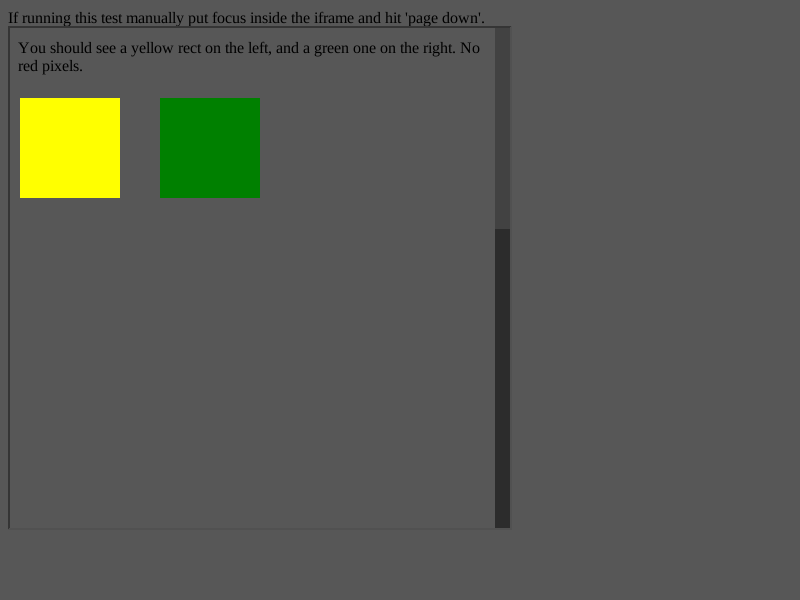 If running this test manually put focus inside the iframe and hit 'page down'.
You should see a yellow rect on the left, and a green one on the right. No
red pixels.